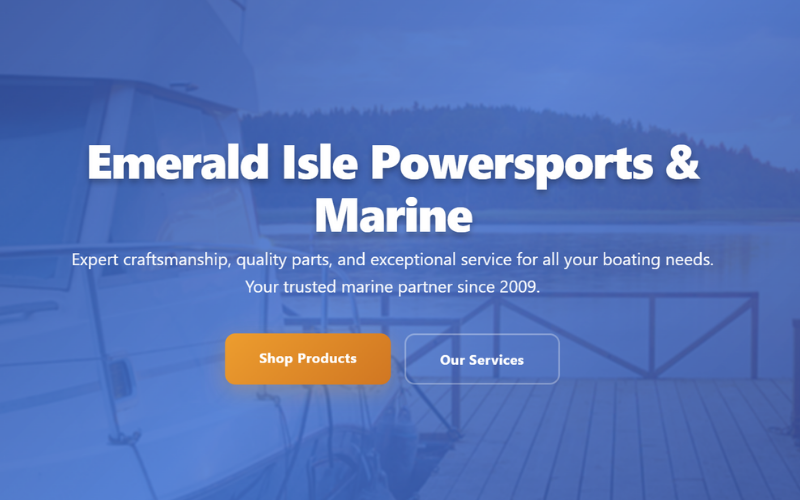 Emerald Isle Powersports &
Marine
Expert craftsmanship, quality parts, and exceptional service for all your boating needs.
Your trusted marine partner since 2009.
Shop Products
Our Services